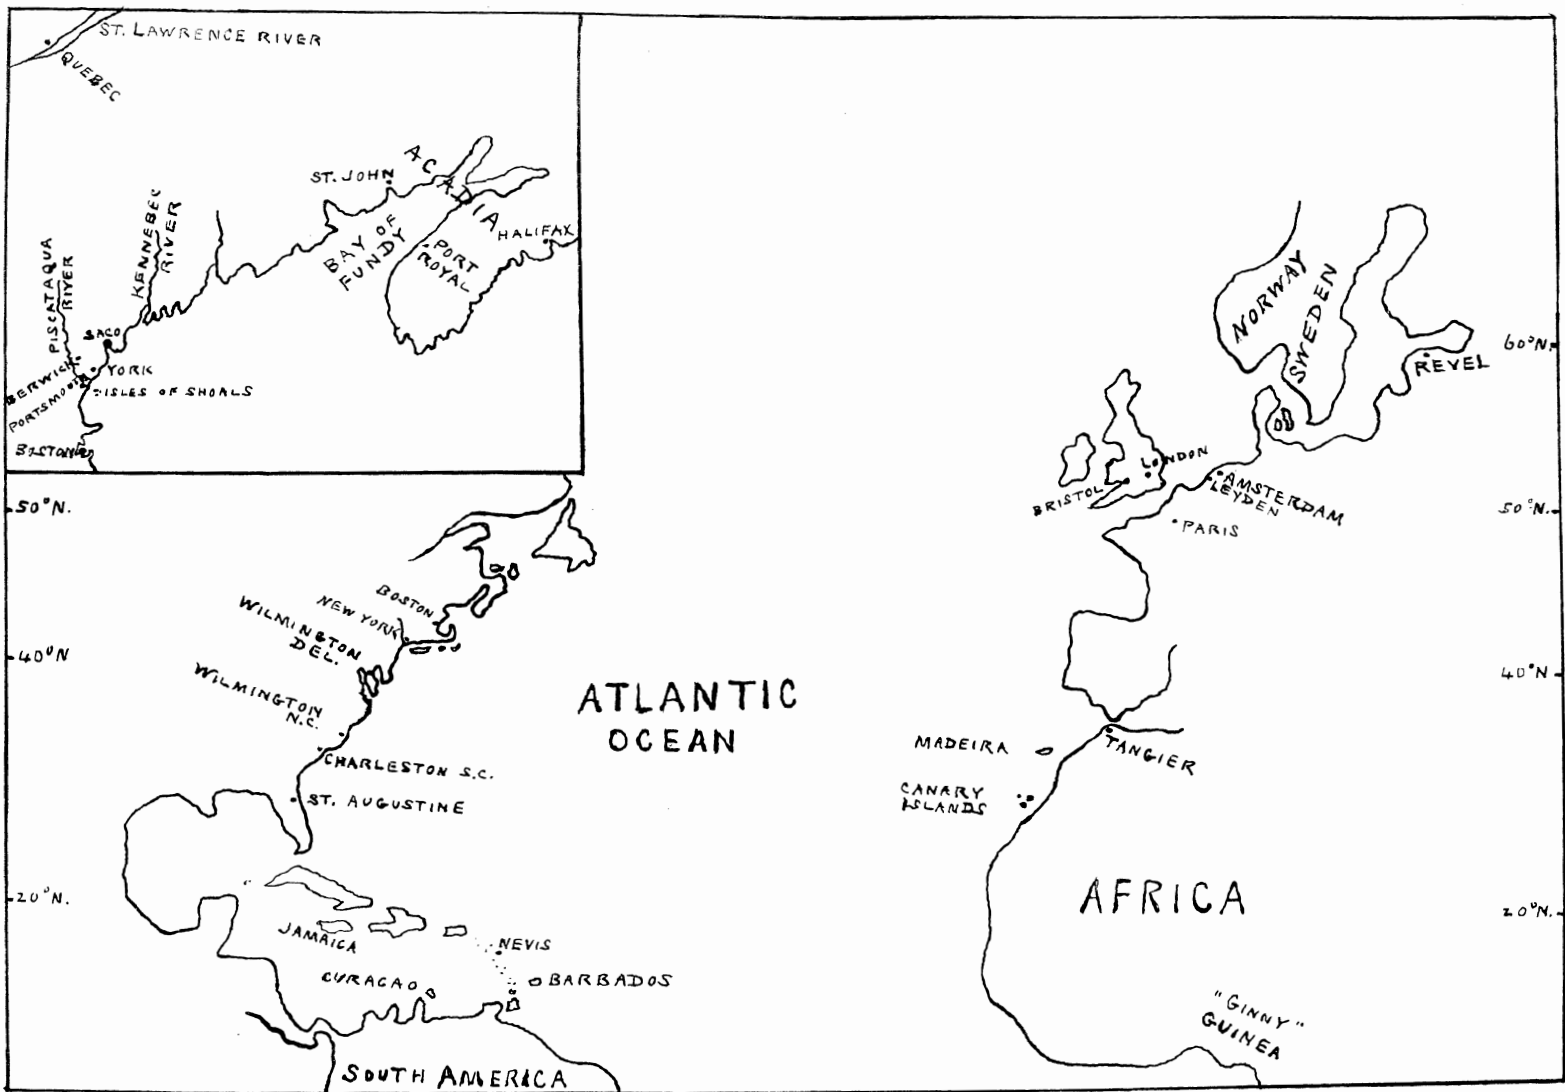 ST. LAWRENCE RIVER
QUEBEC
ACADIA
ST. JOHN
HALIFAX
BAY OF
FUNDY
PORT
ROYAL
KENNEBEC
RIVER
PISCATAQUA
RIVER
SACO
YORK
BERWICK
PORTSMOUTH
ISLES OF SHOALS
BOSTON
NORWAY
SWEDEN
60°N.
REVEL
LONDON
BRISTOL
AMSTERDAM
LEYDEN
PARIS
50°N.
50°N.
BOSTON
NEW YORK
WILMINGTON
DEL.
40°N
40°N.
WILMINGTON
N.C.
ATLANTIC
OCEAN
MADEIRA
TANGIER
CHARLESTON S.C.
CANARY
ISLANDS
ST. AUGUSTINE
20°N.
AFRICA
20°N.
JAMAICA
NEVIS
CURACAO
BARBADOS
"GINNY"
GUINEA
SOUTH AMERICA